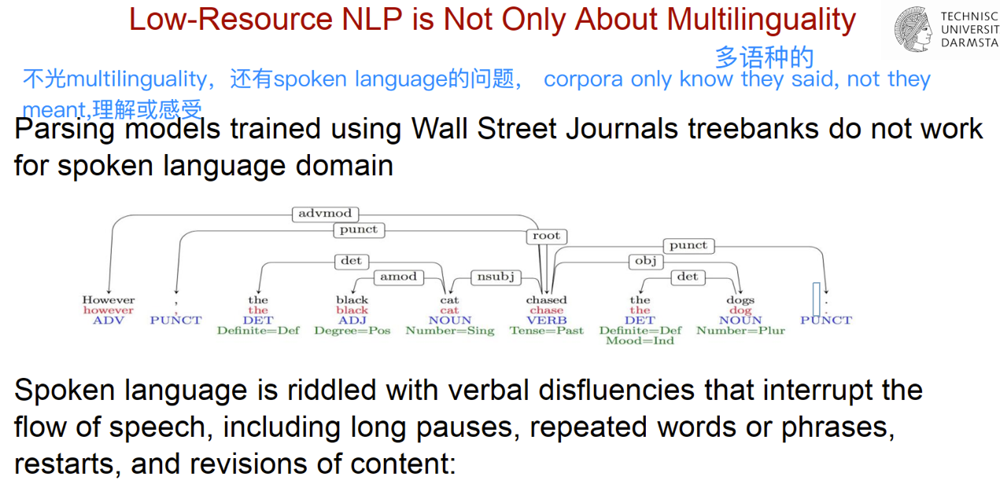 Low-Resource NLP is Not Only About Multilinguality
TECHNISC
UNIVERSIT
DARMSTA
多语种的
不光multilinguality，还有spoken language的问题， corpora only know they said, not they
meant,理解或感受
Parsing models trained using Wall Street Journals treebanks do not work
for spoken language domain
advmod
punct
root
punct
det
obj
amod
nsubj
det
However , the black cat chased the dogs .
however , the black cat chase the dog .
ADV PUNCT DET ADJ NOUN VERB DET NOUN PUNCT
Definite=Def Degree=Pos Number=Sing Tense=Past Definite=Def Number=Plur
Mood=Ind
Spoken language is riddled with verbal disfluencies that interrupt the
flow of speech, including long pauses, repeated words or phrases,
restarts, and revisions of content: